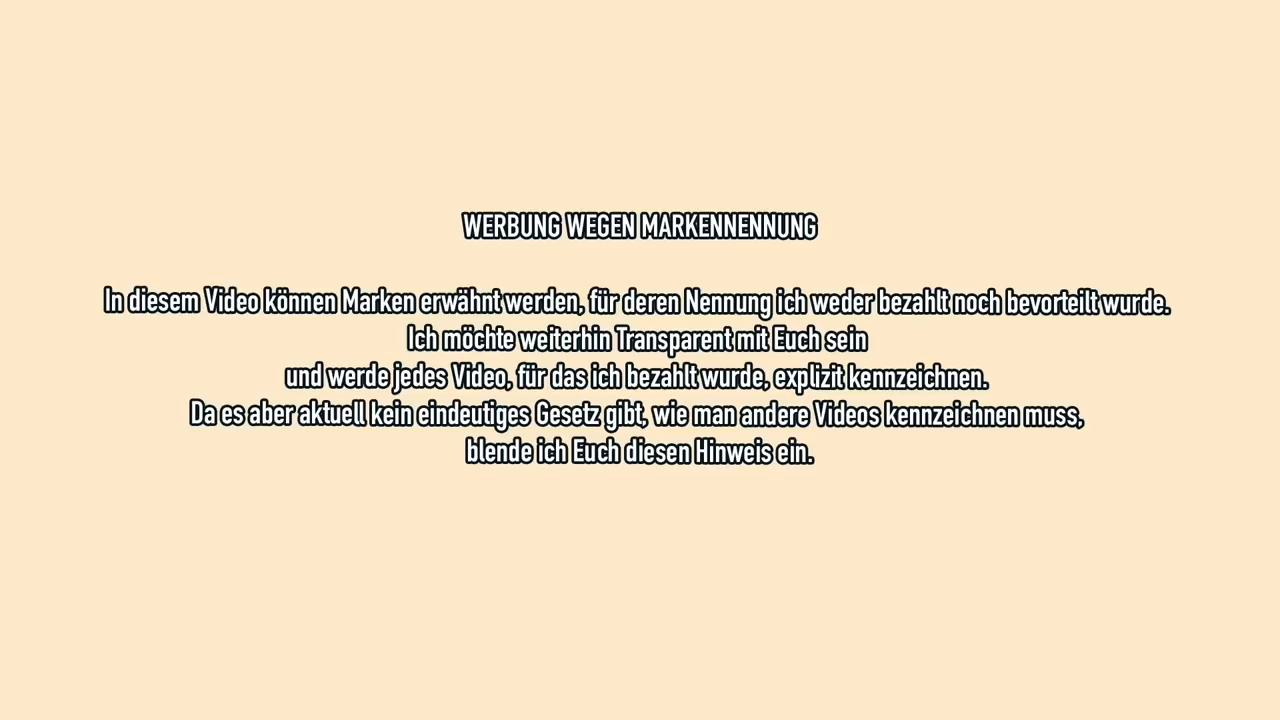 WERBUNG WEGEN MARKENNENNUNG
In diesem Video können Marken erwähnt werden, für deren Nennung ich weder bezahlt noch bevorteilt wurde.
Ich möchte weiterhin Transparent mit Euch sein
und werde jedes Video, für das ich bezahlt wurde, explizit kennzeichnen.
Da es aber aktuell kein eindeutiges Gesetz gibt, wie man andere Videos kennzeichnen muss,
blende ich Euch diesen Hinweis ein.